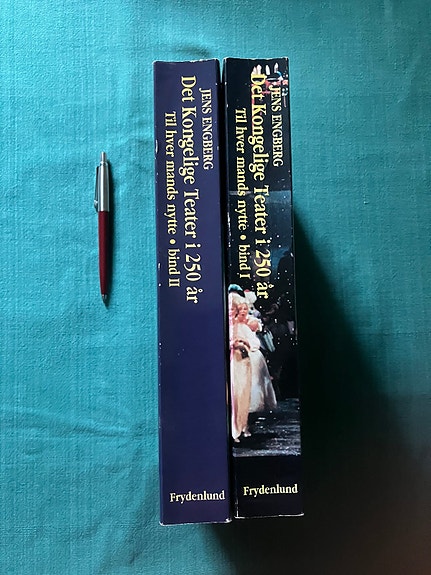 JENS ENGBERG
Det Kongelige Teater i 250 år
Til hver mands nytte • bind II
Frydenlund
JENS ENGBERG
Det Kongelige Teater i 250 år
Til hver mands nytte • bind I
Frydenlund